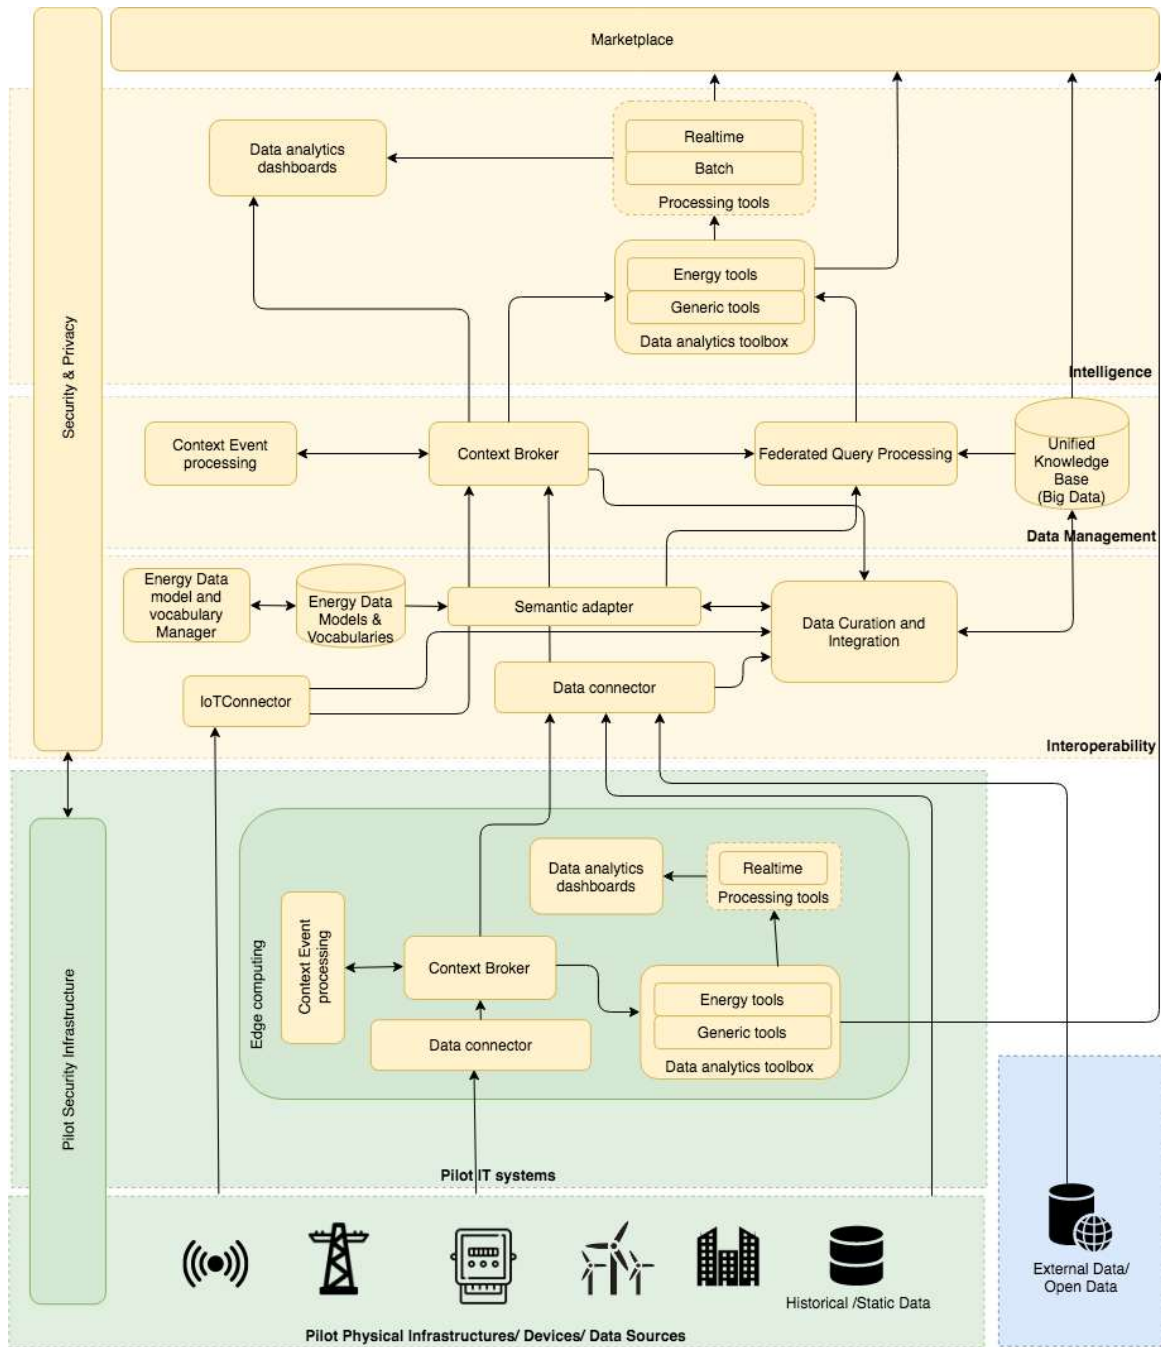 Marketplace
Security & Privacy
Data analytics
dashboards
Realtime
Batch
Processing tools
Energy tools
Generic tools
Data analytics toolbox
Intelligence
Context Event
processing
Context Broker
Federated Query Processing
Unified
Knowledge
Base
(Big Data)
Data Management
Energy Data
model and
vocabulary
Manager
Energy Data
Models &
Vocabularies
Semantic adapter
Data Curation and
Integration
IoTConnector
Data connector
Interoperability
Pilot Security Infrastructure
Edge computing
Data analytics
dashboards
Realtime
Processing tools
Context Event
processing
Context Broker
Data connector
Energy tools
Generic tools
Data analytics toolbox
Pilot IT systems
Historical /Static Data
External Data/
Open Data
Pilot Physical Infrastructures/ Devices/ Data Sources